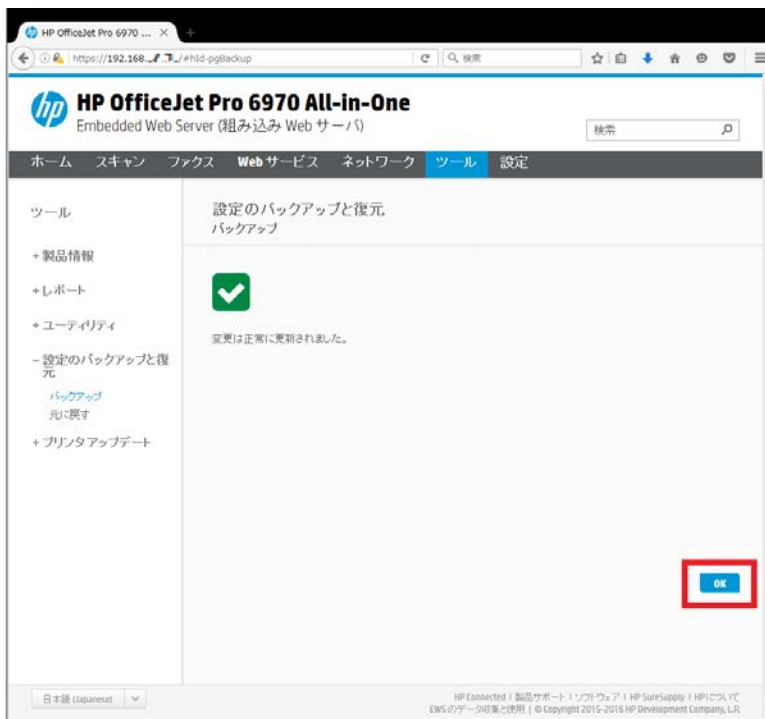 HP OfficeJet Pro 6970 ...
https://192.168. /#hId-pgBackup
検索
hp
HP OfficeJet Pro 6970 All-in-One
Embedded Web Server (組み込み Web サーバ)
検索
ホーム スキャン ファクス Web サービス ネットワーク ツール 設定
ツール
設定のバックアップと復元
バックアップ
+ 製品情報
+ レポート
+ ユーティリティ
変更は正常に更新されました。
- 設定のバックアップと復
元
バックアップ
元に戻す
+ プリンタ アップデート
OK
日本語 (Japanese)
HP Connected | 製品サポート | ソフトウェア | HP SureSupply | HPについて
EWS のデータ収集と使用 | © Copyright 2015-2016 HP Development Company, L.P.